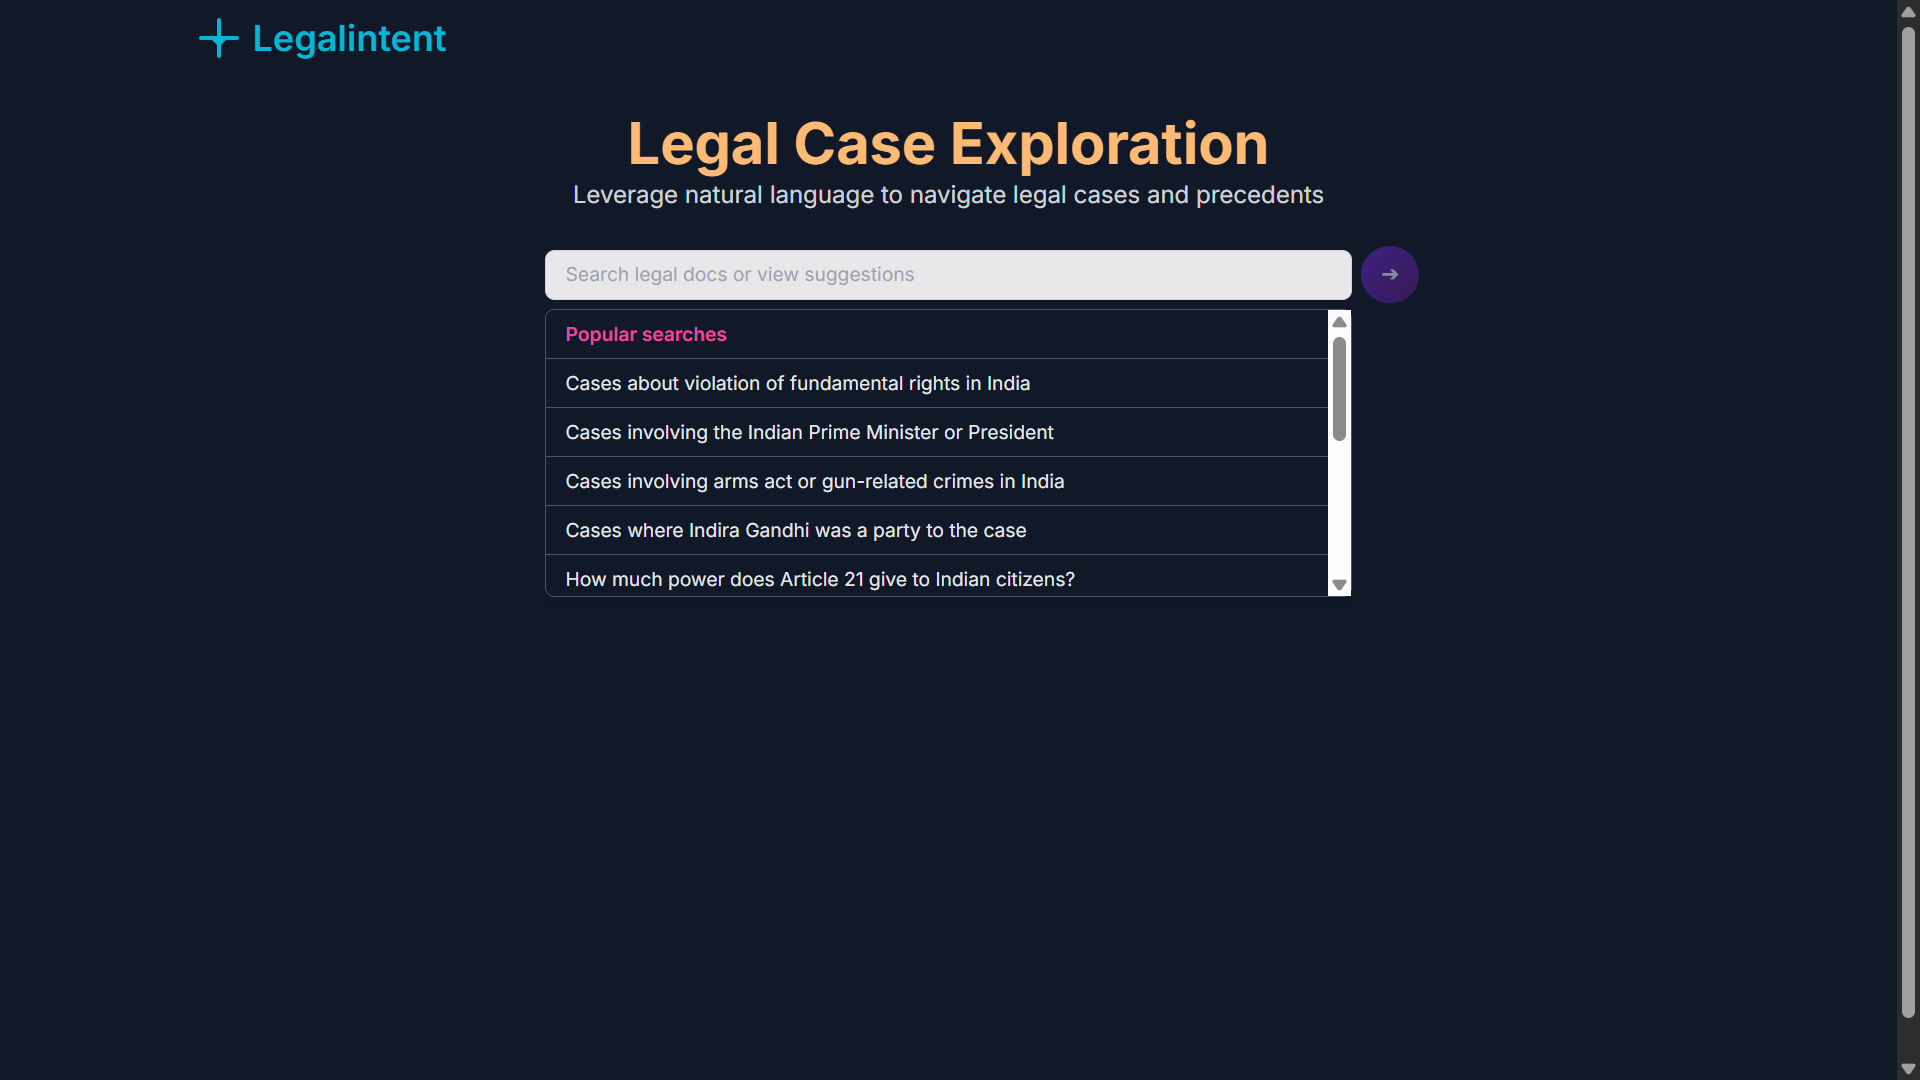 Legalintent
Legal Case Exploration
Leverage natural language to navigate legal cases and precedents
Search legal docs or view suggestions
Popular searches
Cases about violation of fundamental rights in India
Cases involving the Indian Prime Minister or President
Cases involving arms act or gun-related crimes in India
Cases where Indira Gandhi was a party to the case
How much power does Article 21 give to Indian citizens?